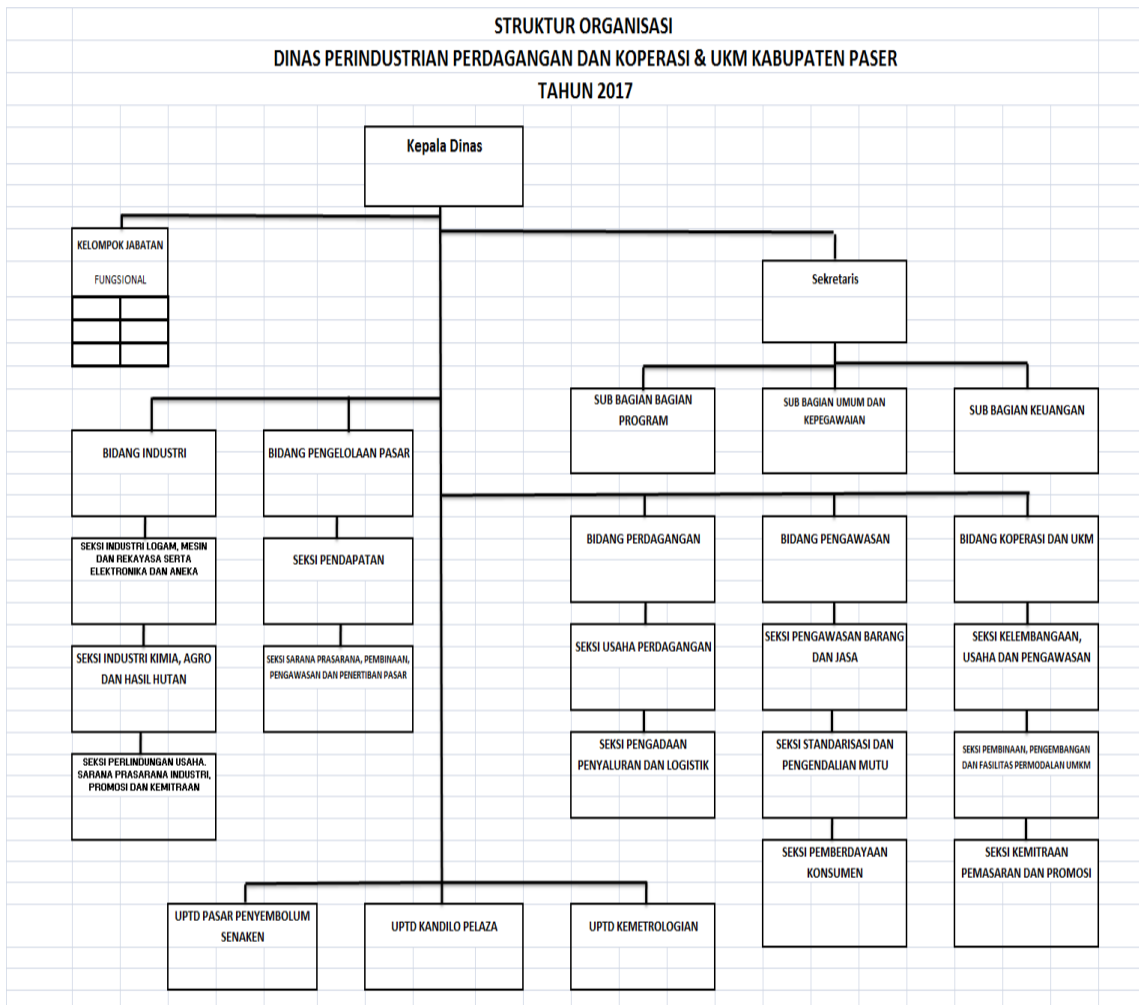 STRUKTUR ORGANISASI
DINAS PERINDUSTRIAN PERDAGANGAN DAN KOPERASI & UKM KABUPATEN PASER
TAHUN 2017
Kepala Dinas
KELOMPOK JABATAN
FUNGSIONAL
Sekretaris
SUB BAGIAN BAGIAN
PROGRAM
SUB BAGIAN UMUM DAN
KEPEGAWAIAN
SUB BAGIAN KEUANGAN
BIDANG INDUSTRI
BIDANG PENGELOLAAN PASAR
BIDANG PERDAGANGAN
BIDANG PENGAWASAN
BIDANG KOPERASI DAN UKM
SEKSI INDUSTRI LOGAM, MESIN
DAN REKAYASA SERTA
ELEKTRONIKA DAN ANEKA
SEKSI PENDAPATAN
SEKSI USAHA PERDAGANGAN
SEKSI PENGAWASAN BARANG
DAN JASA
SEKSI KELEMBANGAAN,
USAHA DAN PENGAWASAN
SEKSI INDUSTRI KIMIA, AGRO
DAN HASIL HUTAN
SEKSI SARANA PRASARANA, PEMBINAAN,
PENGAWASAN DAN PENERTIBAN PASAR
SEKSI PENGADAAN
PENYALURAN DAN LOGISTIK
SEKSI STANDARISASI DAN
PENGENDALIAN MUTU
SEKSI PEMBINAAN, PENGEMBANGAN
DAN FASILITAS PERMODALAN UMKM
SEKSI PERLINDUNGAN USAHA.
SARANA PRASARANA INDUSTRI,
PROMOSI DAN KEMITRAAN
SEKSI PEMBERDAYAAN
KONSUMEN
SEKSI KEMITRAAN
PEMASARAN DAN PROMOSI
UPTD PASAR PENYEMBOLUM
SENAKEN
UPTD KANDILO PELAZA
UPTD KEMETROLOGIAN